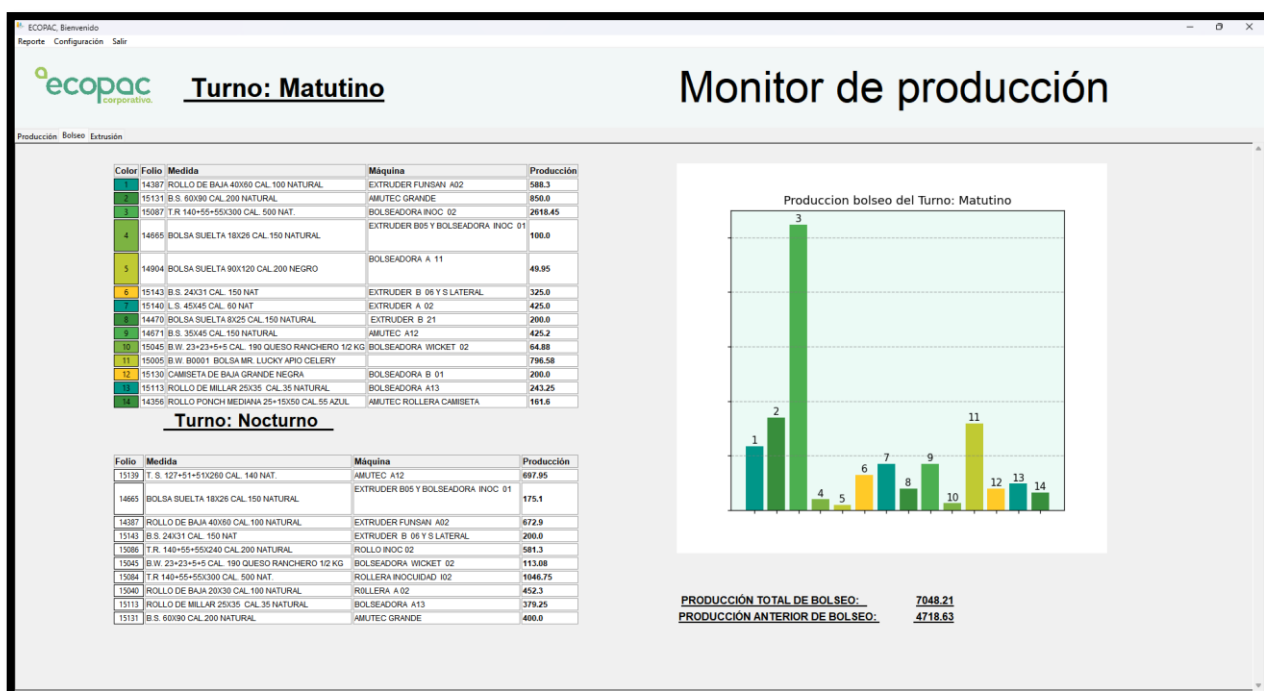 ECOPAC, Bienvenido
Reporte Configuración Salir
ecopac corporativo.
Turno: Matutino
Monitor de producción
Producción Bolseo Extrusión
Color Folio Medida Máquina Producción
1 14387 ROLLO DE BAJA 40X60 CAL.100 NATURAL EXTRUDER FUNSAN A02 588.3
2 15131 B.S. 60X90 CAL.200 NATURAL AMUTEC GRANDE 850.0
3 15087 T.R 140+55+55X300 CAL. 500 NAT. BOLSEADORA INOC 02 2618.45
4 14665 BOLSA SUELTA 18X26 CAL.150 NATURAL EXTRUDER B05 Y BOLSEADORA INOC 01 100.0
5 14904 BOLSA SUELTA 90X120 CAL.200 NEGRO BOLSEADORA A 11 49.95
6 15143 B.S. 24X31 CAL. 150 NAT EXTRUDER B 06 Y S LATERAL 325.0
7 15140 L.S. 45X45 CAL. 60 NAT EXTRUDER A 02 425.0
8 14470 BOLSA SUELTA 8X25 CAL.150 NATURAL EXTRUDER B 21 200.0
9 14671 B.S. 35X45 CAL.150 NATURAL AMUTEC A12 425.2
10 15045 B.W. 23+23+5+5 CAL. 190 QUESO RANCHERO 1/2 KG BOLSEADORA WICKET 02 64.88
11 15005 B.W. B0001 BOLSA MR. LUCKY APIO CELERY 796.58
12 15130 CAMISETA DE BAJA GRANDE NEGRA BOLSEADORA B 01 200.0
13 15113 ROLLO DE MILLAR 25X35 CAL.35 NATURAL BOLSEADORA A13 243.25
14 14356 ROLLO PONCH MEDIANA 25+15X50 CAL.55 AZUL AMUTEC ROLLERA CAMISETA 161.6
Turno: Nocturno
Folio Medida Máquina Producción
15139 T. S. 127+51+51X260 CAL. 140 NAT. AMUTEC A12 697.95
14665 BOLSA SUELTA 18X26 CAL.150 NATURAL EXTRUDER B05 Y BOLSEADORA INOC 01 175.1
14387 ROLLO DE BAJA 40X60 CAL.100 NATURAL EXTRUDER FUNSAN A02 672.9
15143 B.S. 24X31 CAL. 150 NAT EXTRUDER B 06 Y S LATERAL 200.0
15086 T.R. 140+55+55X240 CAL.200 NATURAL ROLLO INOC 02 581.3
15045 B.W. 23+23+5+5 CAL. 190 QUESO RANCHERO 1/2 KG BOLSEADORA WICKET 02 113.08
15084 T.R 140+55+55X300 CAL. 500 NAT. ROLLERA INOCUIDAD I02 1046.75
15040 ROLLO DE BAJA 20X30 CAL.100 NATURAL ROLLERA A 02 452.3
15113 ROLLO DE MILLAR 25X35 CAL.35 NATURAL BOLSEADORA A13 379.25
15131 B.S. 60X90 CAL.200 NATURAL AMUTEC GRANDE 400.0
Produccion bolseo del Turno: Matutino
1 2 3 4 5 6 7 8 9 10 11 12 13 14
PRODUCCIÓN TOTAL DE BOLSEO: 7048.21
PRODUCCIÓN ANTERIOR DE BOLSEO: 4718.63